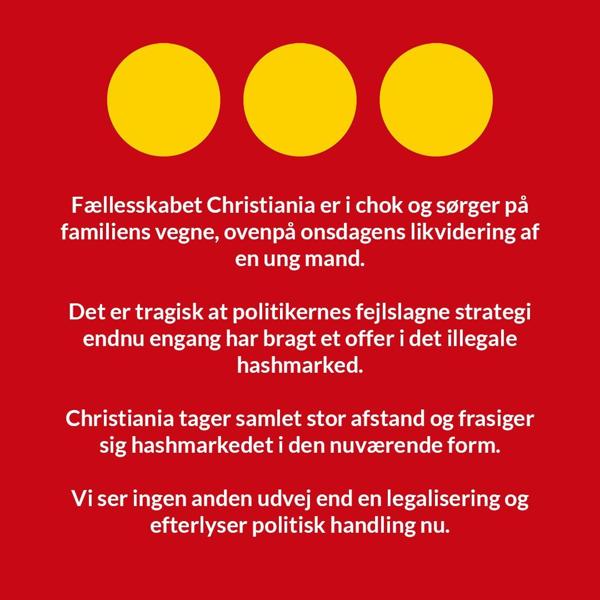 Fællesskabet Christiania er i chok og sørger på
familiens vegne, ovenpå onsdagens likvidering af
en ung mand.
Det er tragisk at politikernes fejlslagne strategi
endnu engang har bragt et offer i det illegale
hashmarked.
Christiania tager samlet stor afstand og frasiger
sig hashmarkedet i den nuværende form.
Vi ser ingen anden udvej end en legalisering og
efterlyser politisk handling nu.